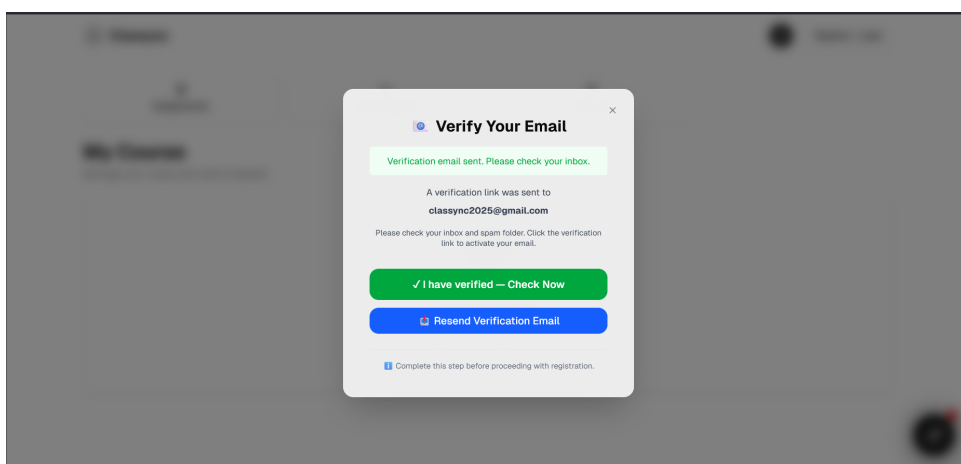 Verify Your Email
Verification email sent. Please check your inbox.
A verification link was sent to
classync2025@gmail.com
Please check your inbox and spam folder. Click the verification
link to activate your email.
✓ I have verified — Check Now
Resend Verification Email
Complete this step before proceeding with registration.
My Course